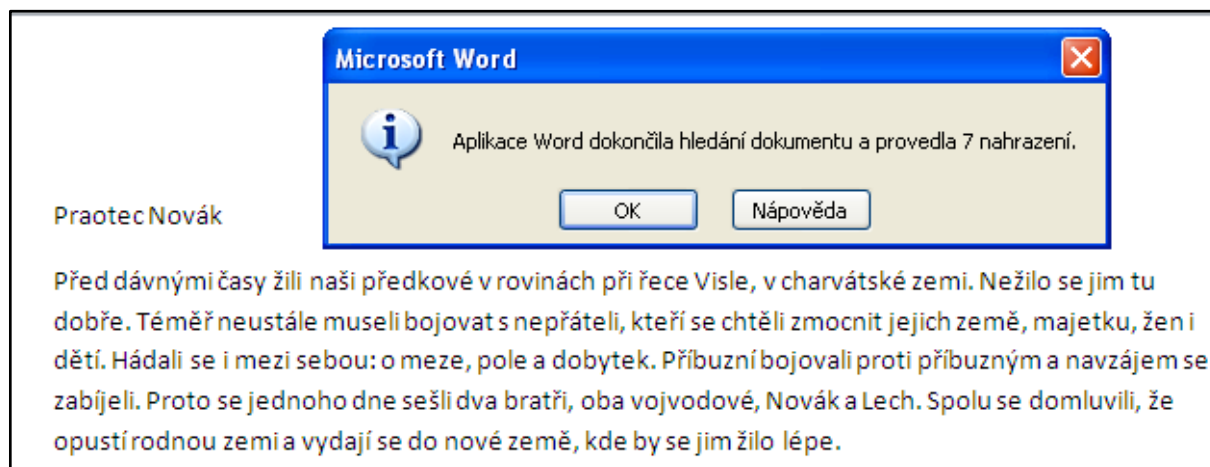 Microsoft Word
Aplikace Word dokončila hledání dokumentu a provedla 7 nahrazení.
OK Nápověda
Praotec Novák
Před dávnými časy žili naši předkové v rovinách při řece Visle, v charvátské zemi. Nežilo se jim tu
dobře. Téměř neustále museli bojovat s nepřáteli, kteří se chtěli zmocnit jejich země, majetku, žen i
dětí. Hádali se i mezi sebou: o meze, pole a dobytek. Příbuzní bojovali proti příbuzným a navzájem se
zabíjeli. Proto se jednoho dne sešli dva bratři, oba vojvodové, Novák a Lech. Spolu se domluvili, že
opustí rodnou zemi a vydají se do nové země, kde by se jim žilo lépe.